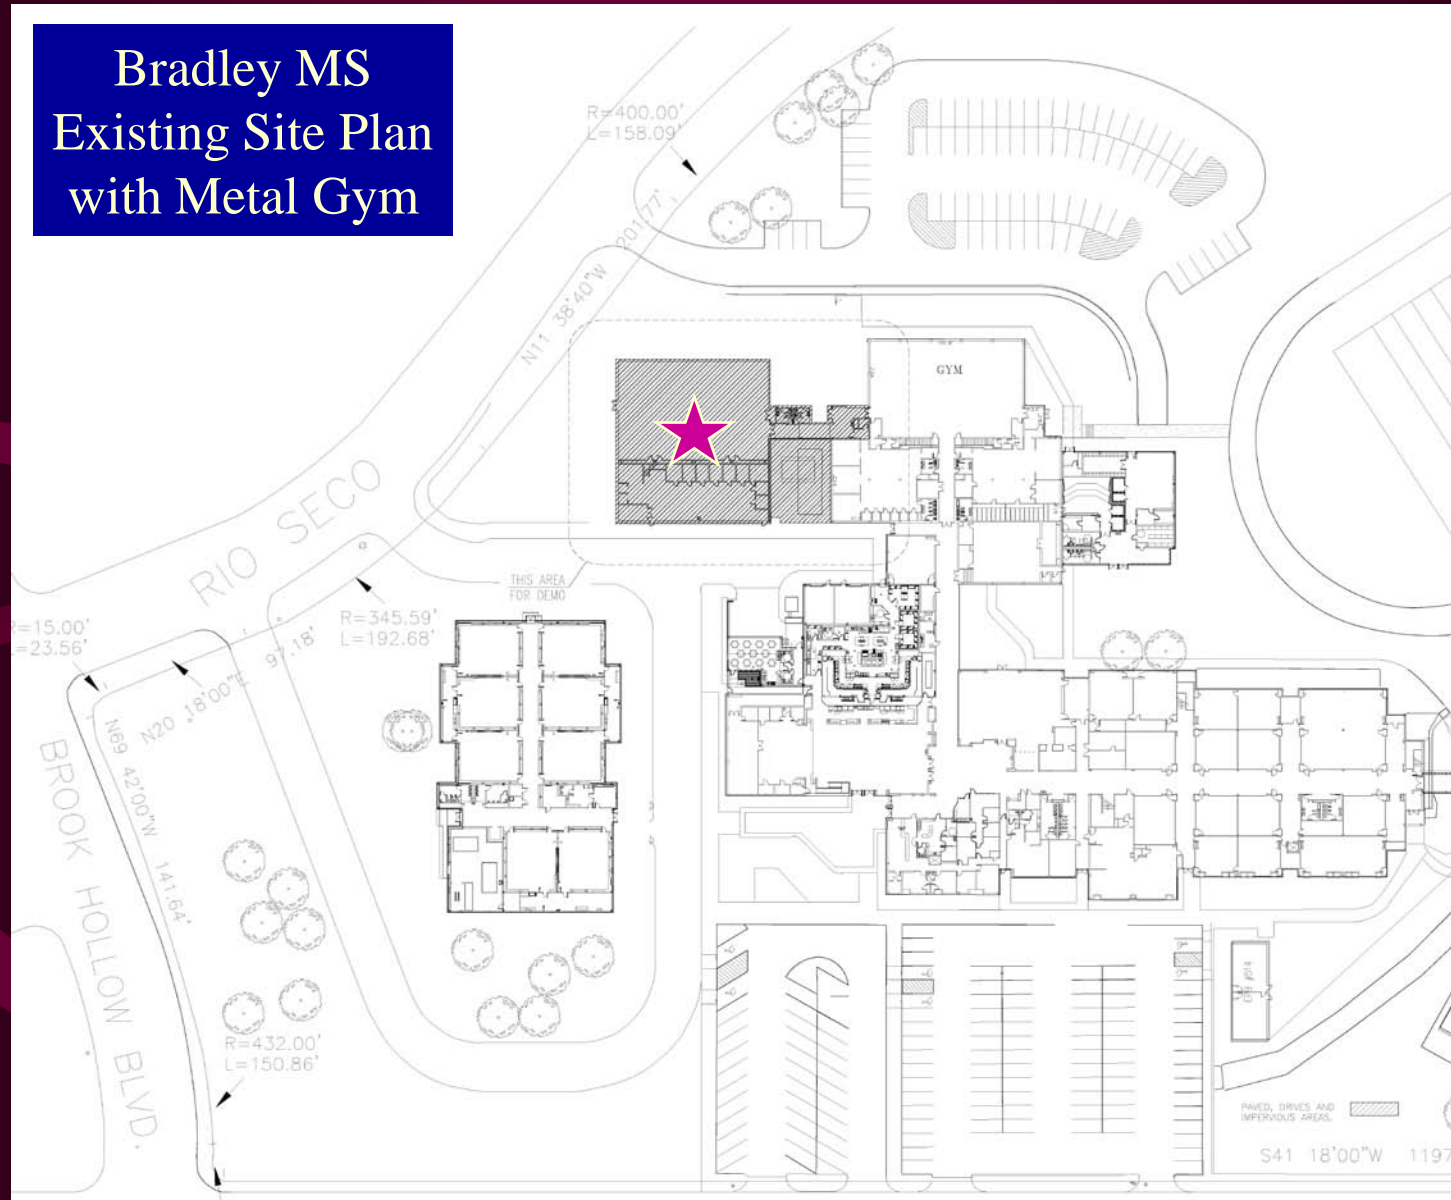 Bradley MS
Existing Site Plan
with Metal Gym
R=400.00'
L=158.09'
201.77'
N11 38'40"W
GYM
RIO SECO
THIS AREA
FOR DEMO
R=345.59'
L=192.68'
R=15.00'
L=23.56'
97.18'
N20 18'00"E
N69 42'00"W 141.64'
BROOK HOLLOW BLVD.
R=432.00'
L=150.86'
PAVED, DRIVES AND
IMPERVIOUS AREAS.
S41 18'00"W 1197